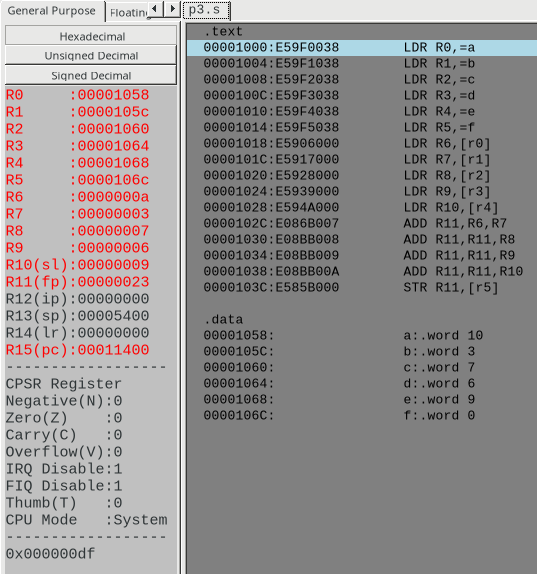 General Purpose
Floating
p3.s
Hexadecimal
Unsigned Decimal
Signed Decimal
R0      :00001058
R1      :0000105c
R2      :00001060
R3      :00001064
R4      :00001068
R5      :0000106c
R6      :0000000a
R7      :00000003
R8      :00000007
R9      :00000006
R10(sl):00000009
R11(fp):00000023
R12(ip):00000000
R13(sp):00005400
R14(lr):00000000
R15(pc):00011400
------------------
CPSR Register
Negative(N):0
Zero(Z)    :0
Carry(C)   :0
Overflow(V):0
IRQ Disable:1
FIQ Disable:1
Thumb(T)   :0
CPU Mode   :System
------------------
0x000000df
.text
00001000:E59F0038 LDR R0,=a
00001004:E59F1038 LDR R1,=b
00001008:E59F2038 LDR R2,=c
0000100C:E59F3038 LDR R3,=d
00001010:E59F4038 LDR R4,=e
00001014:E59F5038 LDR R5,=f
00001018:E5906000 LDR R6,[r0]
0000101C:E5917000 LDR R7,[r1]
00001020:E5928000 LDR R8,[r2]
00001024:E5939000 LDR R9,[r3]
00001028:E594A000 LDR R10,[r4]
0000102C:E086B007 ADD R11,R6,R7
00001030:E08BB008 ADD R11,R11,R8
00001034:E08BB009 ADD R11,R11,R9
00001038:E08BB00A ADD R11,R11,R10
0000103C:E585B000 STR R11,[r5]
.data
00001058: a:.word 10
0000105C: b:.word 3
00001060: c:.word 7
00001064: d:.word 6
00001068: e:.word 9
0000106C: f:.word 0